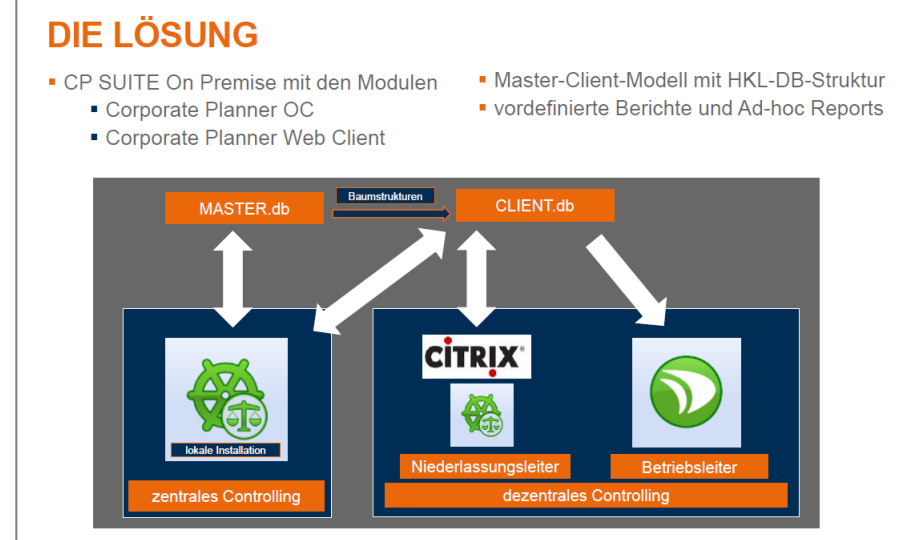 DIE LÖSUNG
▪ CP SUITE On Premise mit den Modulen
▪ Corporate Planner OC
▪ Corporate Planner Web Client
▪ Master-Client-Modell mit HKL-DB-Struktur
▪ vordefinierte Berichte und Ad-hoc Reports
MASTER.db
Baumstrukturen
CLIENT.db
CİTRIX®
lokale Installation
Niederlassungsleiter
Betriebsleiter
zentrales Controlling
dezentrales Controlling